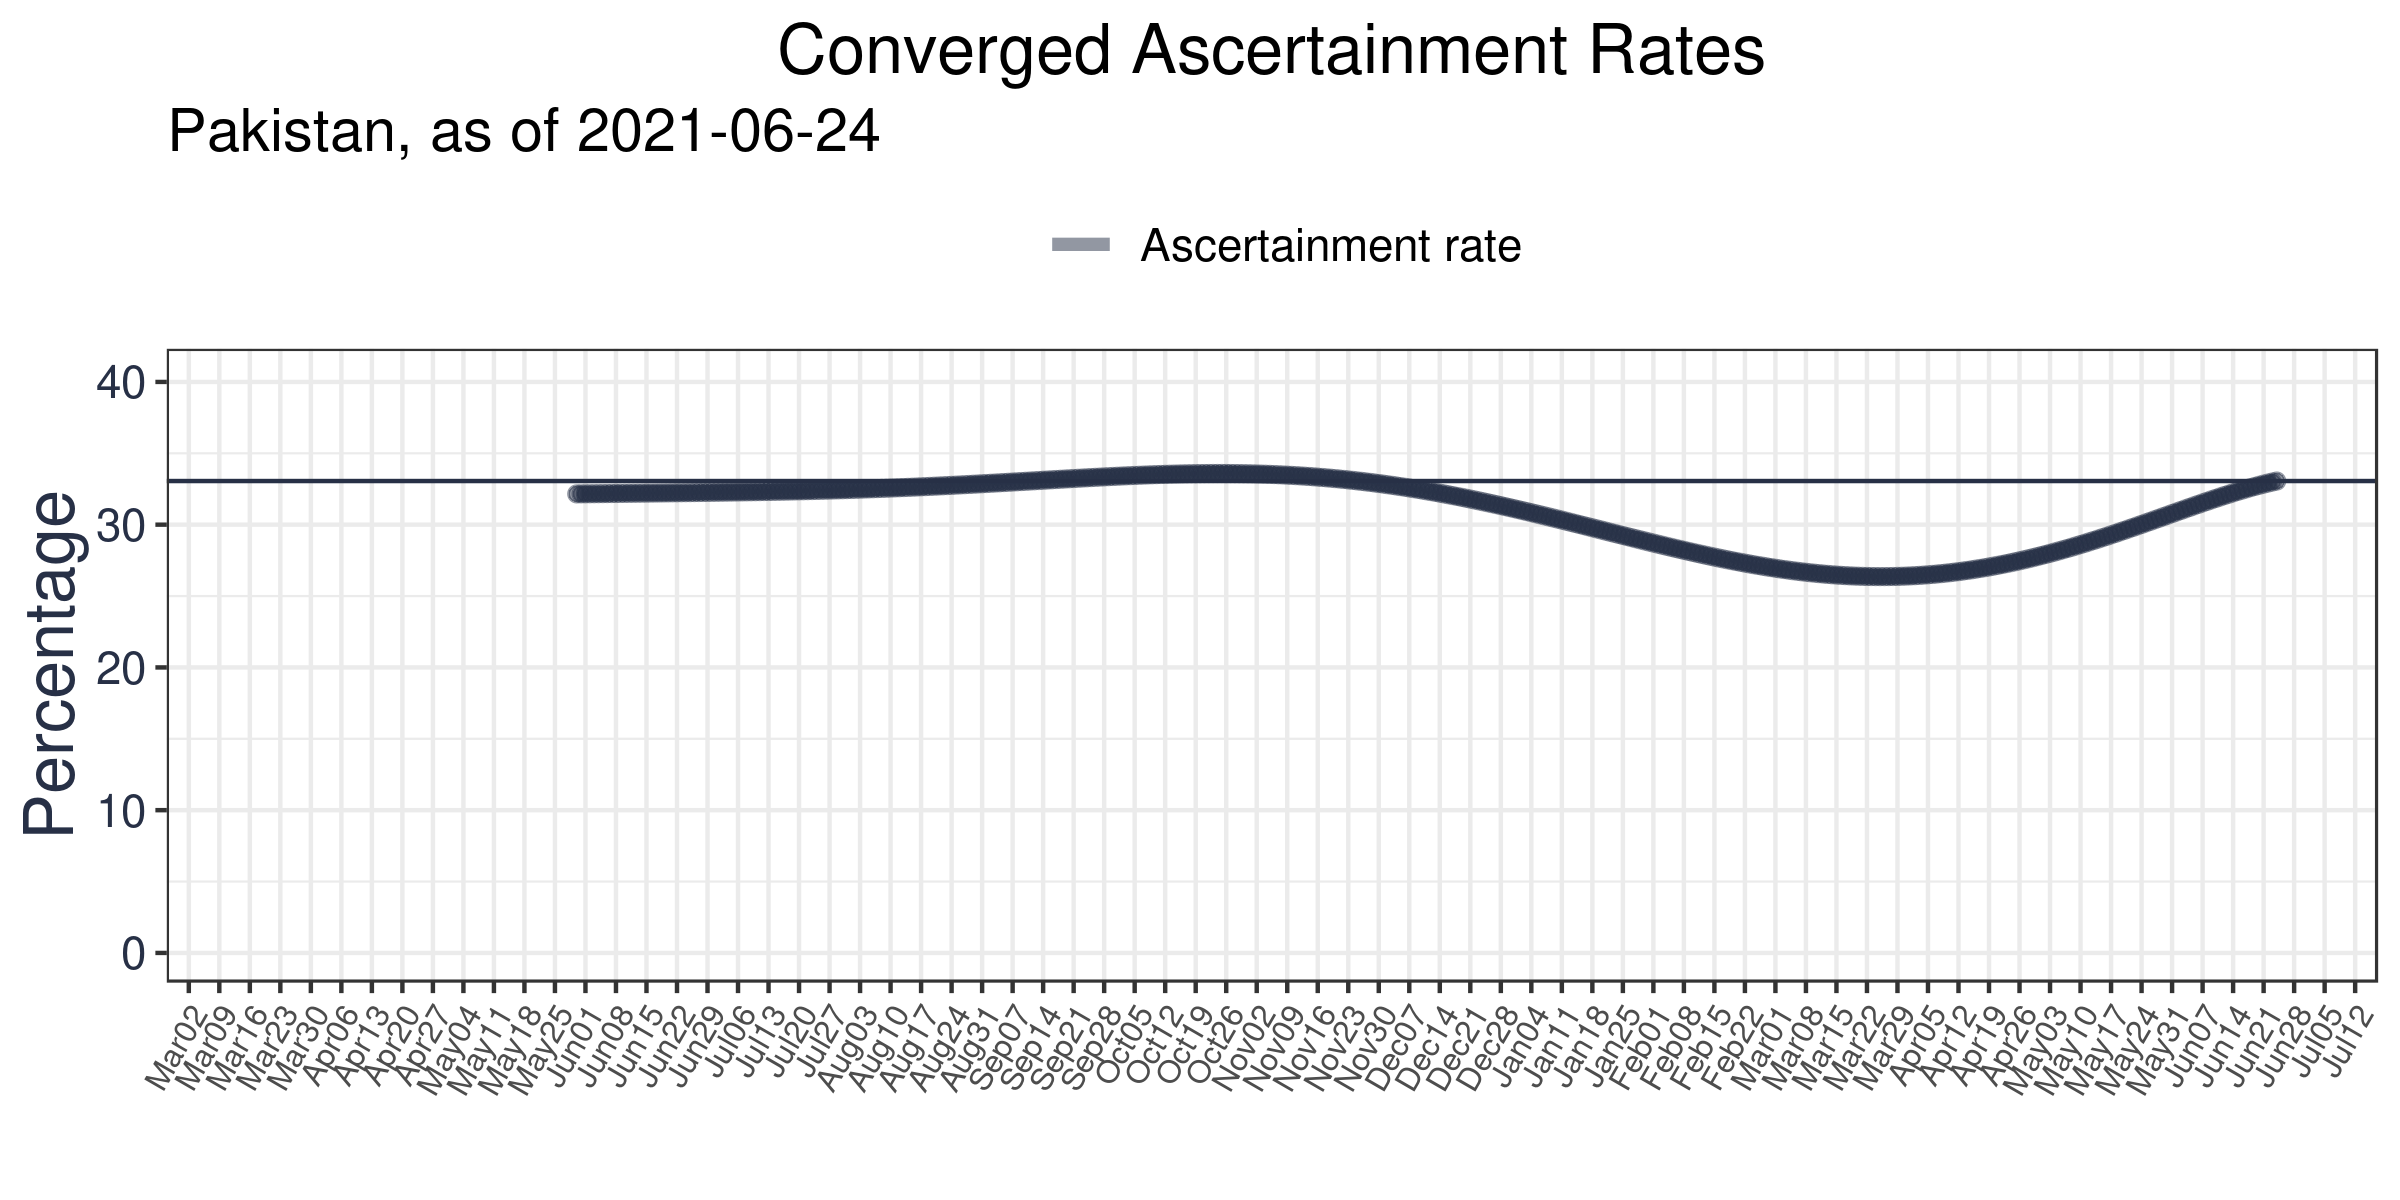 Converged Ascertainment Rates
Pakistan, as of 2021-06-24
Ascertainment rate
Percentage
40
30
20
10
0
Mar02 Mar09 Mar16 Mar23 Mar30 Apr06 Apr13 Apr20 Apr27 May04 May11 May18 May25 Jun01 Jun08 Jun15 Jun22 Jun29 Jul06 Jul13 Jul20 Jul27 Aug03 Aug10 Aug17 Aug24 Aug31 Sep07 Sep14 Sep21 Sep28 Oct05 Oct12 Oct19 Oct26 Nov02 Nov09 Nov16 Nov23 Nov30 Dec07 Dec14 Dec21 Dec28 Jan04 Jan11 Jan18 Jan25 Feb01 Feb08 Feb15 Feb22 Mar01 Mar08 Mar15 Mar22 Mar29 Apr05 Apr12 Apr19 Apr26 May03 May10 May17 May24 May31 Jun07 Jun14 Jun21 Jun28 Jul05 Jul12